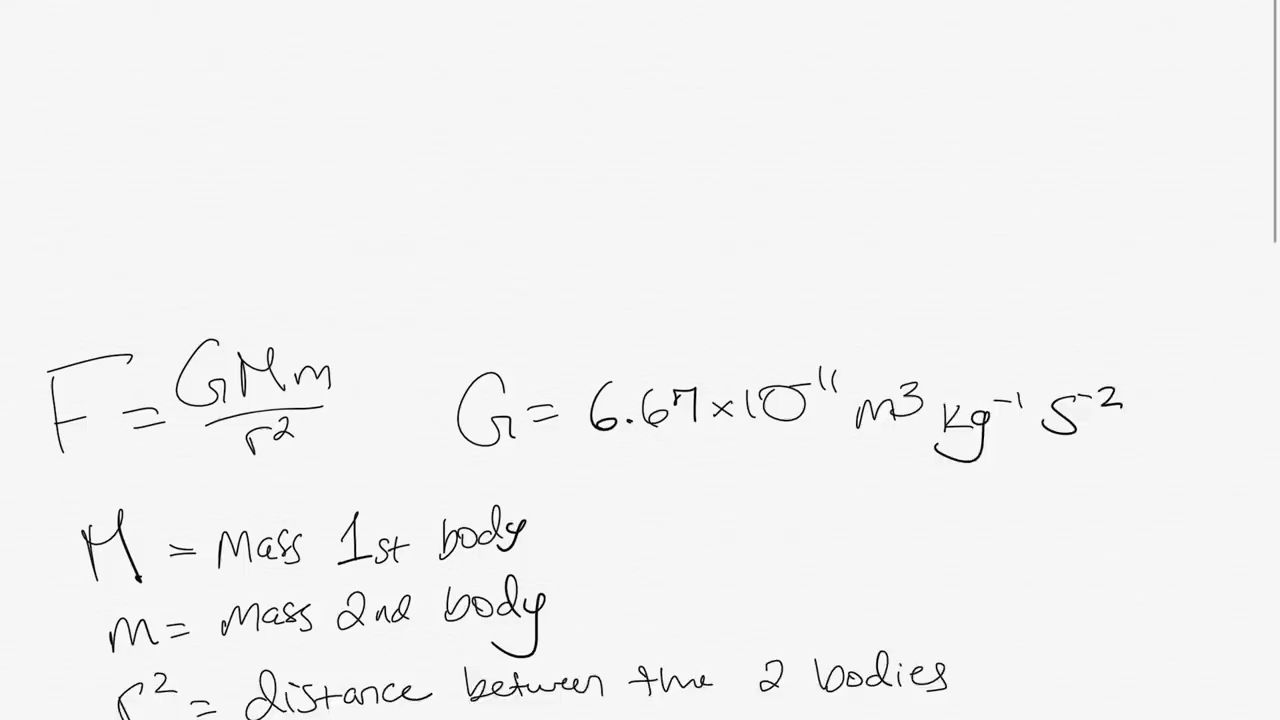 F = GMm/r² G = 6.67 × 10⁻¹¹ m³ kg⁻¹ s⁻²
M = Mass 1st body
m = Mass 2nd body
r² = distance between the 2 bodies